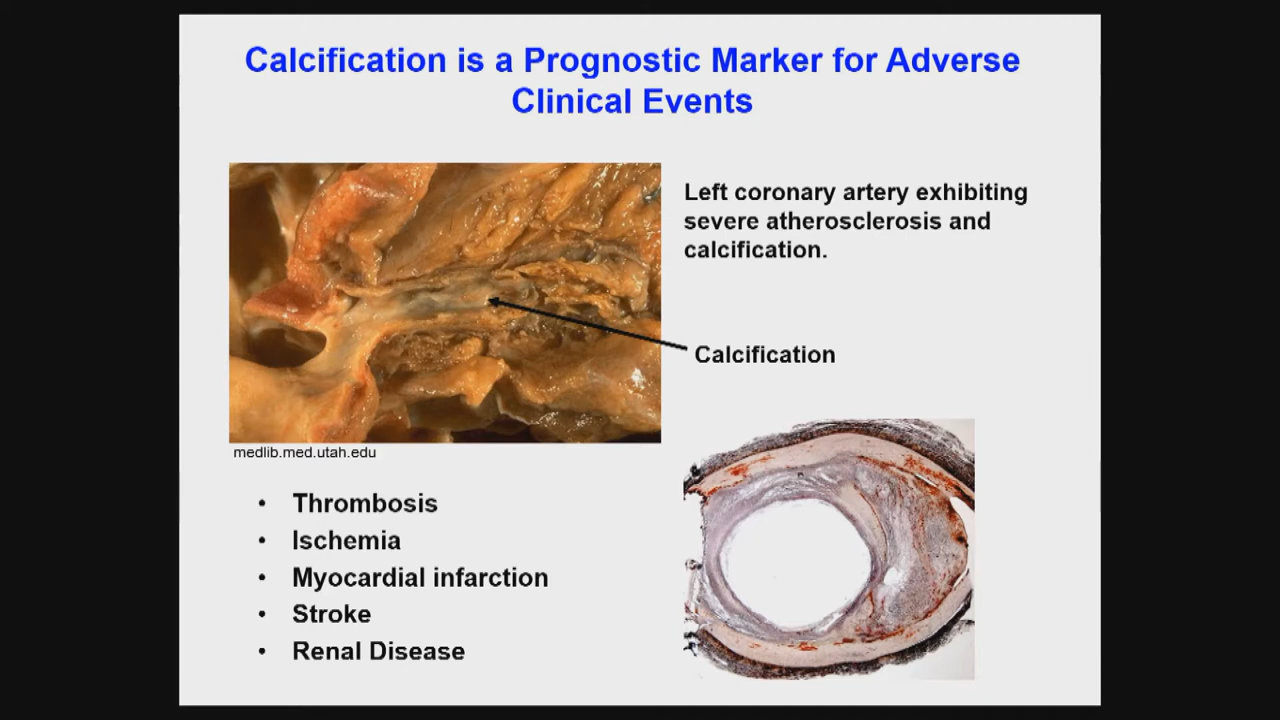 Calcification is a Prognostic Marker for Adverse
Clinical Events
Left coronary artery exhibiting
severe atherosclerosis and
calcification.
Calcification
medlib.med.utah.edu
• Thrombosis
• Ischemia
• Myocardial infarction
• Stroke
• Renal Disease